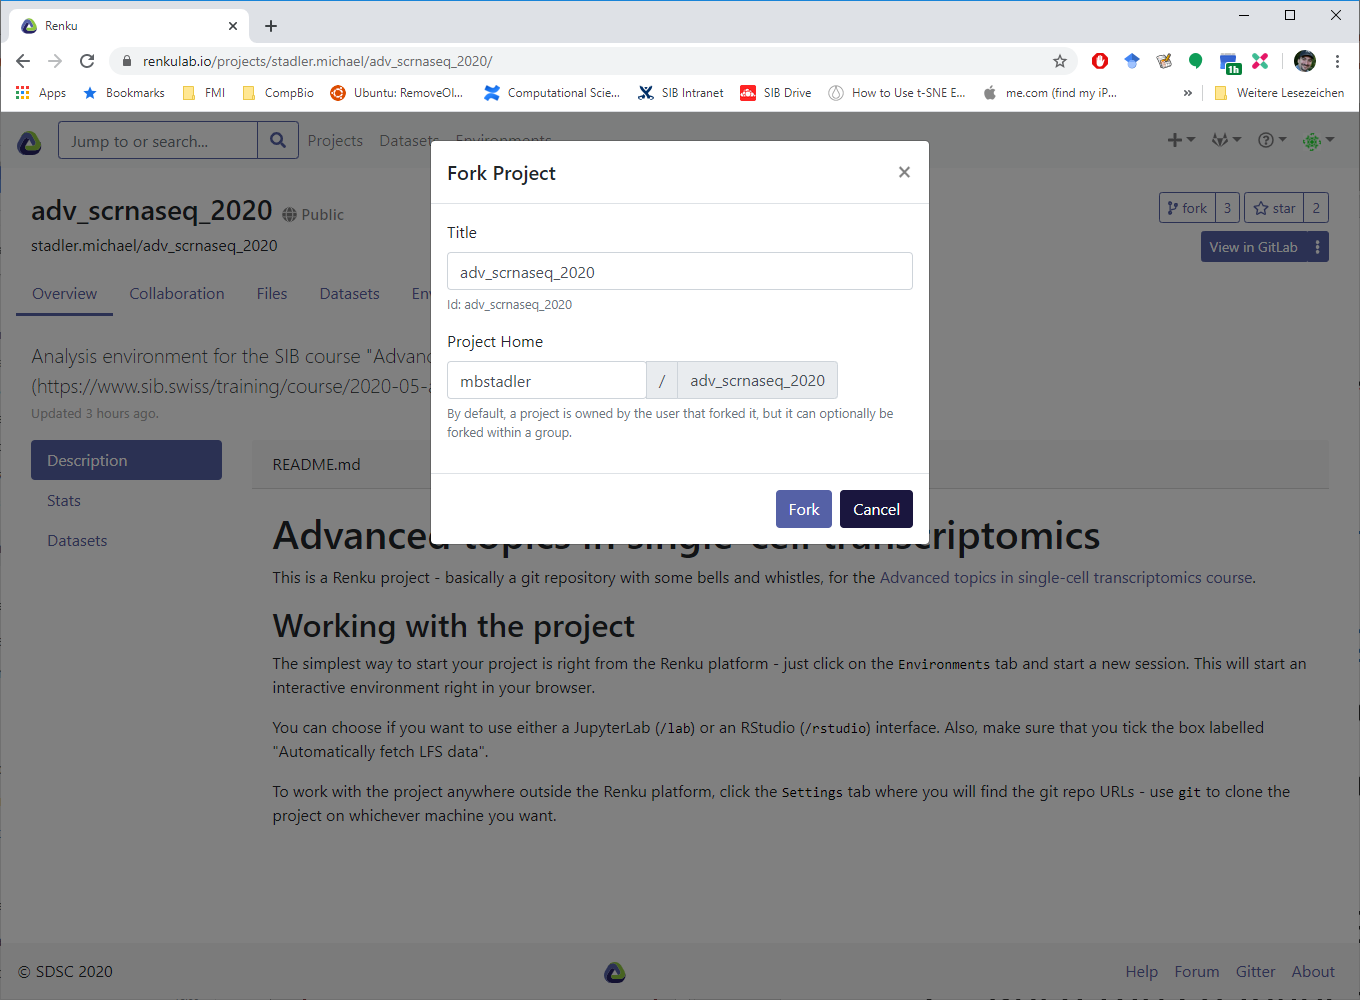 Renku
renkulab.io/projects/stadler.michael/adv_scrnaseq_2020/
1h
Apps Bookmarks FMI CompBio Ubuntu: RemoveOl... Computational Scie... SIB Intranet SIB Drive How to Use t-SNE E... me.com (find my iP... » Weitere Lesezeichen
Jump to or search... Projects Datasets Environments
adv_scrnaseq_2020 Public
fork 3 star 2
stadler.michael/adv_scrnaseq_2020
View in GitLab
Overview Collaboration Files Datasets
Analysis environment for the SIB course "Advan
(https://www.sib.swiss/training/course/2020-05-a
Updated 3 hours ago.
Fork Project ×
Title
adv_scrnaseq_2020
Id: adv_scrnaseq_2020
Project Home
mbstadler / adv_scrnaseq_2020
By default, a project is owned by the user that forked it, but it can optionally be
forked within a group.
Fork Cancel
Description
Stats
Datasets
README.md
Advanced topics in single-cell transcriptomics
This is a Renku project - basically a git repository with some bells and whistles, for the Advanced topics in single-cell transcriptomics course.
Working with the project
The simplest way to start your project is right from the Renku platform - just click on the Environments tab and start a new session. This will start an
interactive environment right in your browser.
You can choose if you want to use either a JupyterLab (/lab) or an RStudio (/rstudio) interface. Also, make sure that you tick the box labelled
"Automatically fetch LFS data".
To work with the project anywhere outside the Renku platform, click the Settings tab where you will find the git repo URLs - use git to clone the
project on whichever machine you want.
© SDSC 2020 Help Forum Gitter About